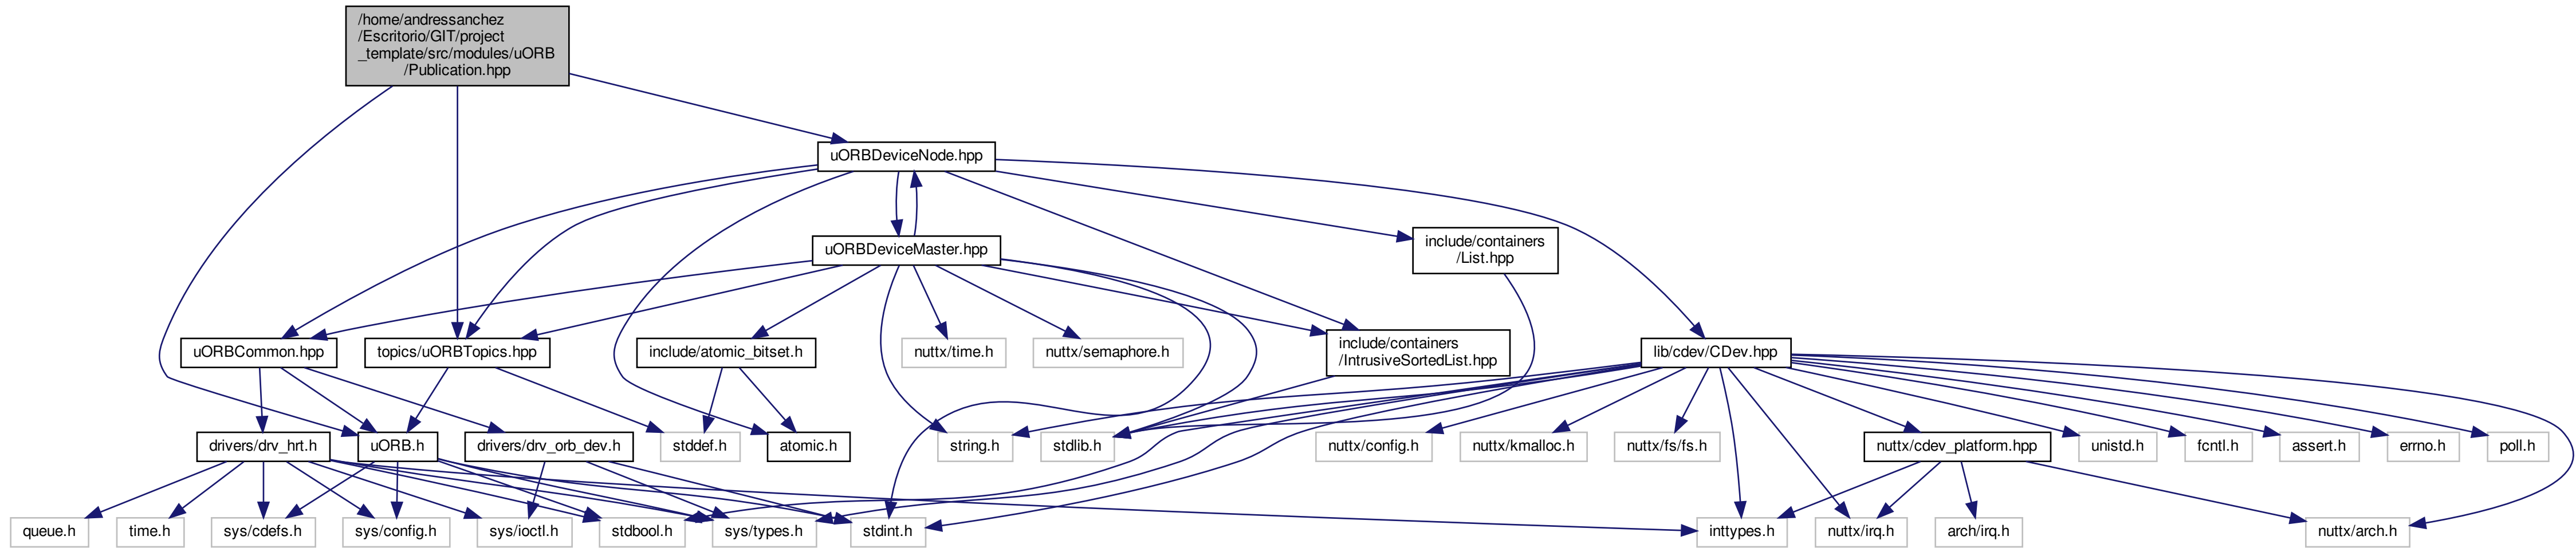 /home/andressanchez
/Escritorio/GIT/project
_template/src/modules/uORB
/Publication.hpp
uORBDeviceNode.hpp
uORBDeviceMaster.hpp
include/containers
/List.hpp
uORBCommon.hpp
topics/uORBTopics.hpp
include/atomic_bitset.h
nuttx/time.h
nuttx/semaphore.h
include/containers
/IntrusiveSortedList.hpp
lib/cdev/CDev.hpp
drivers/drv_hrt.h
uORB.h
drivers/drv_orb_dev.h
stddef.h
atomic.h
string.h
stdlib.h
nuttx/config.h
nuttx/kmalloc.h
nuttx/fs/fs.h
nuttx/cdev_platform.hpp
unistd.h
fcntl.h
assert.h
errno.h
poll.h
queue.h
time.h
sys/cdefs.h
sys/config.h
sys/ioctl.h
stdbool.h
sys/types.h
stdint.h
inttypes.h
nuttx/irq.h
arch/irq.h
nuttx/arch.h